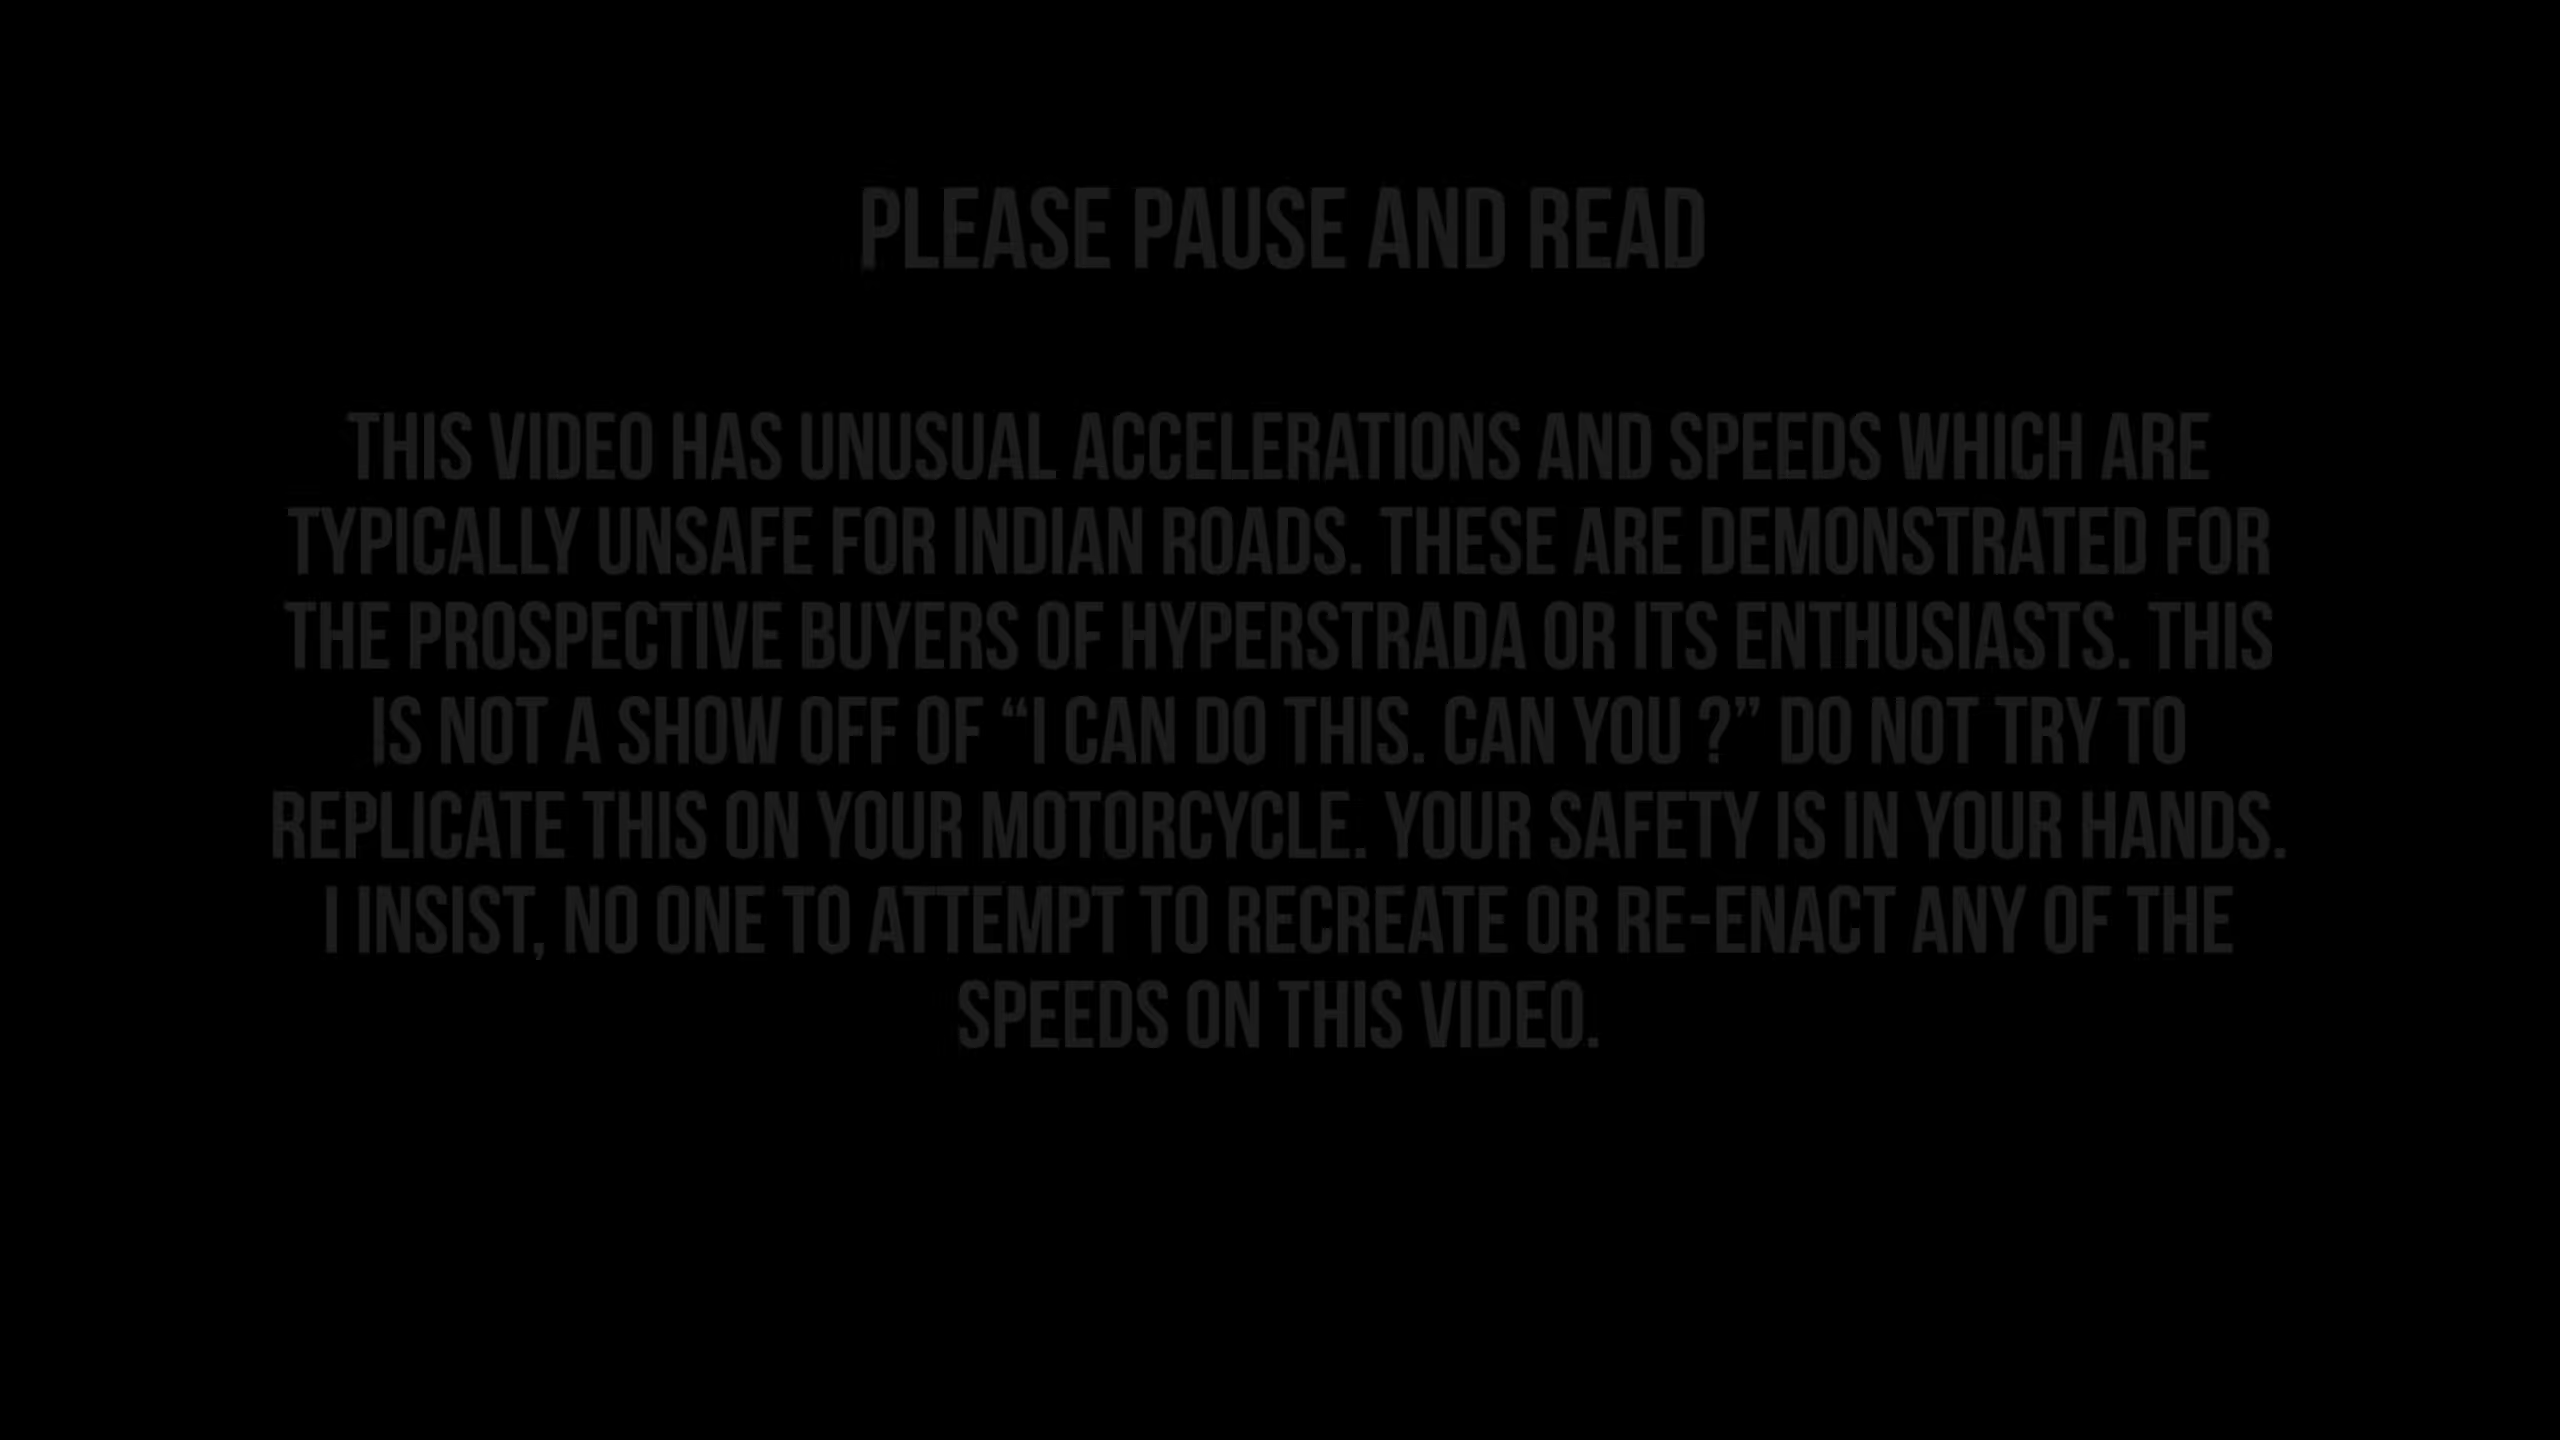 PLEASE PAUSE AND READ
THIS VIDEO HAS UNUSUAL ACCELERATIONS AND SPEEDS WHICH ARE
TYPICALLY UNSAFE FOR INDIAN ROADS. THESE ARE DEMONSTRATED FOR
THE PROSPECTIVE BUYERS OF HYPERSTRADA OR ITS ENTHUSIASTS. THIS
IS NOT A SHOW OFF OF “I CAN DO THIS. CAN YOU ?” DO NOT TRY TO
REPLICATE THIS ON YOUR MOTORCYCLE. YOUR SAFETY IS IN YOUR HANDS.
I INSIST, NO ONE TO ATTEMPT TO RECREATE OR RE-ENACT ANY OF THE
SPEEDS ON THIS VIDEO.